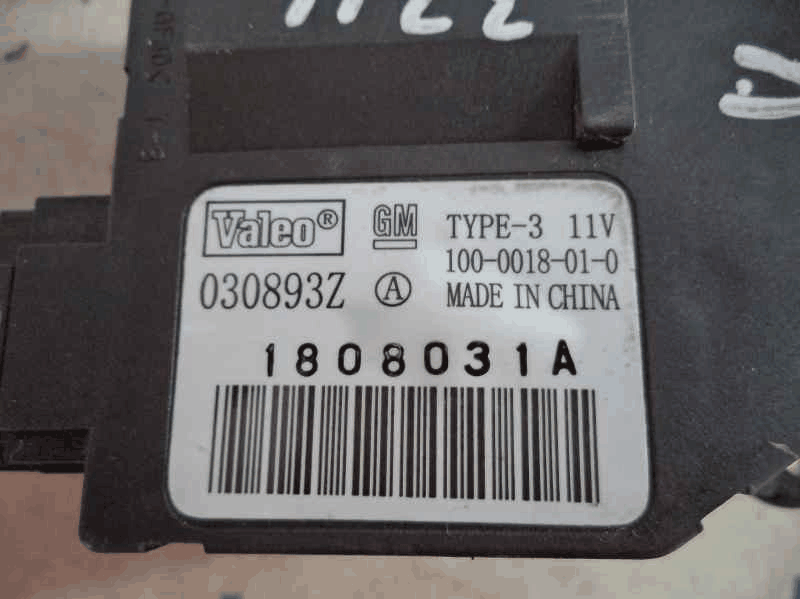 Valeo® GM TYPE-3 11V
100-0018-01-0
030893Z A MADE IN CHINA
1808031A